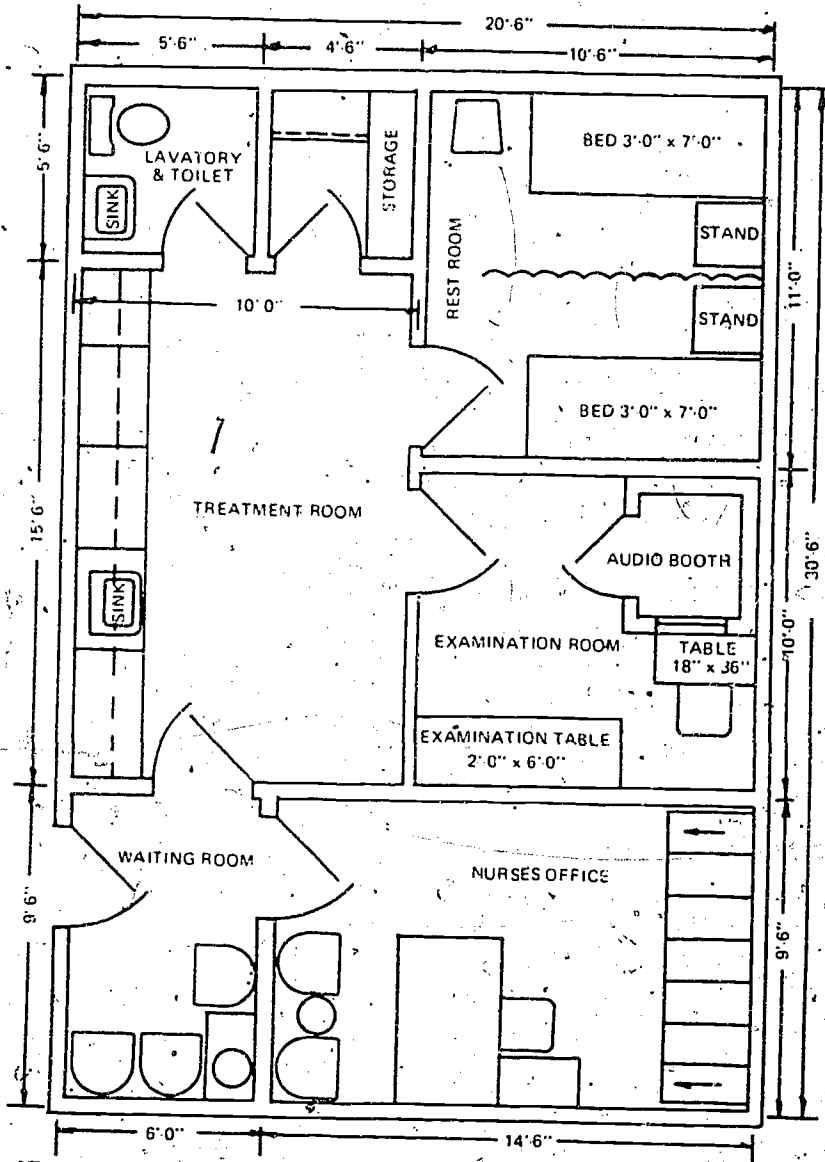 20'·6"
5'·6"
4'·6"
10'·6"
5'·6"
LAVATORY
& TOILET
SINK
STORAGE
REST ROOM
BED 3'·0" x 7'·0"
STAND
STAND
11'·0"
10'0"
BED 3'·0" x 7'·0"
15'6"
TREATMENT ROOM
SINK
AUDIO BOOTH
30'·6"
EXAMINATION ROOM
TABLE
18" x 36"
10'·0"
EXAMINATION TABLE
2'·0" x 6'·0"
WAITING ROOM
NURSES OFFICE
9'·6"
9'·6"
6'·0"
14'·6"